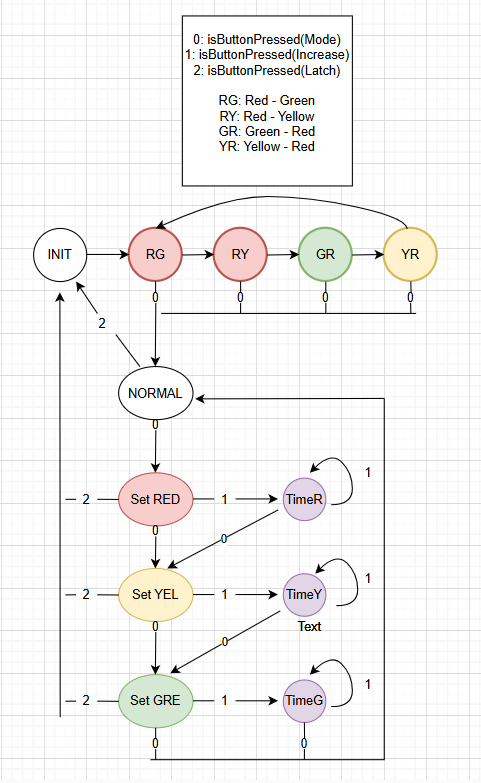 0: isButtonPressed(Mode)
1: isButtonPressed(Increase)
2: isButtonPressed(Latch)
RG: Red - Green
RY: Red - Yellow
GR: Green - Red
YR: Yellow - Red
INIT
RG
RY
GR
YR
0
0
0
0
2
NORMAL
0
1
2
Set RED
1
TimeR
0
0
1
2
Set YEL
1
TimeY
0
Text
0
1
2
Set GRE
1
TimeG
0
0